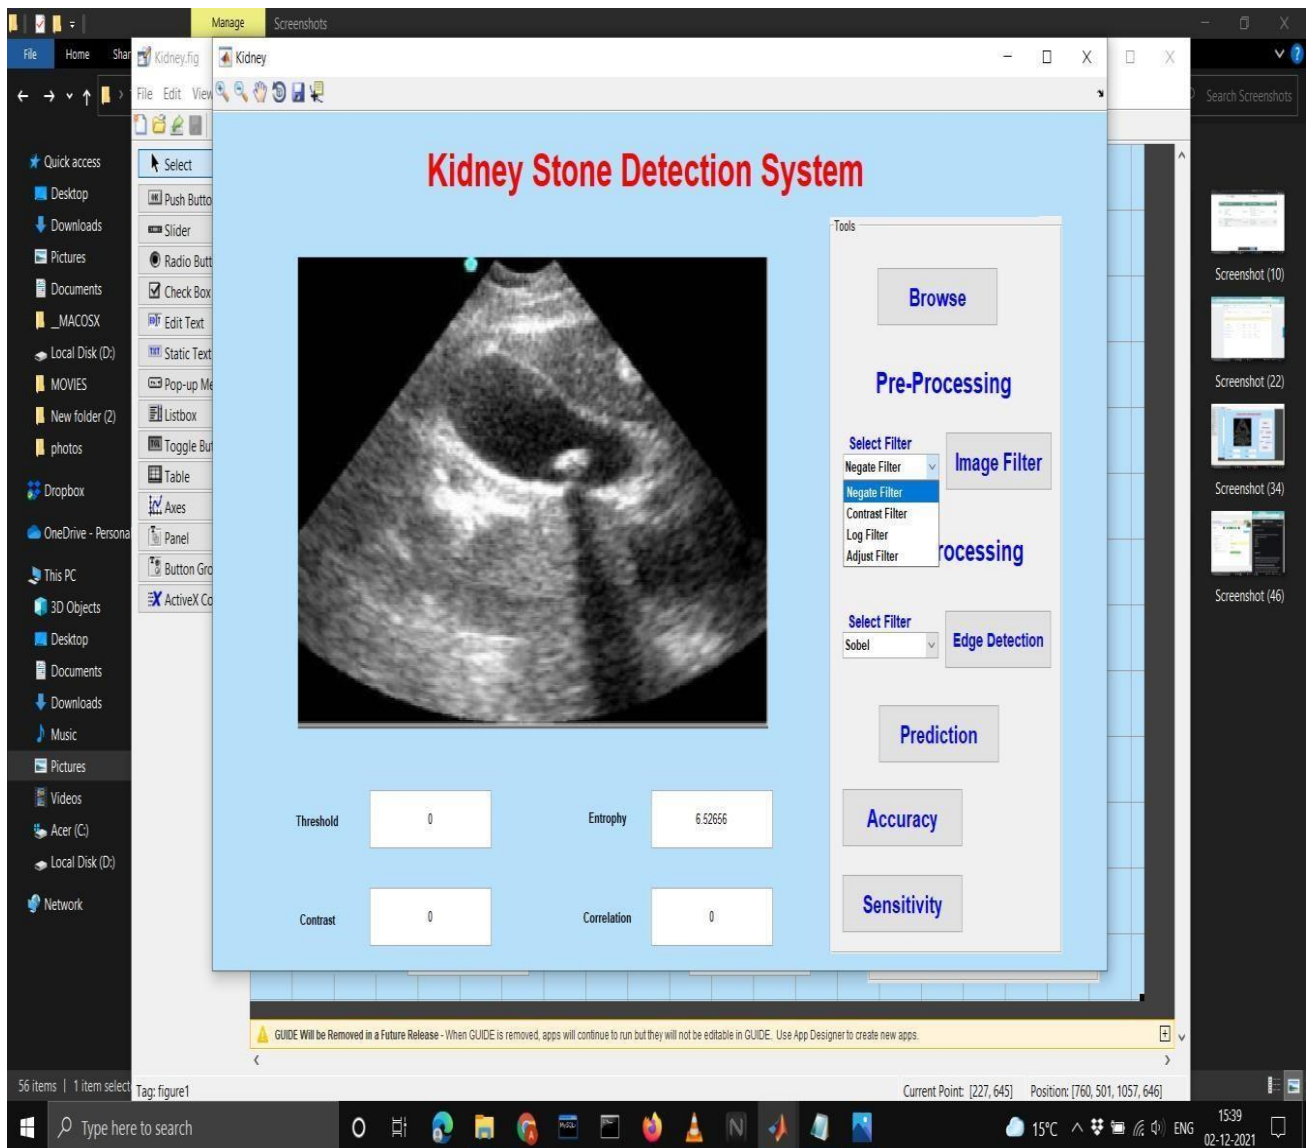 Manage
Screenshots
File
Home
Shar
Kidney.fig
Kidney
Search Screenshots
File Edit View
Quick access
Desktop
Downloads
Pictures
Documents
_MACOSX
Local Disk (D:)
MOVIES
New folder (2)
photos
Dropbox
OneDrive - Persona
This PC
3D Objects
Desktop
Documents
Downloads
Music
Pictures
Videos
Acer (C:)
Local Disk (D:)
Network
Select
Push Butto
Slider
Radio Butt
Check Box
Edit Text
Static Text
Pop-up Me
Listbox
Toggle But
Table
Axes
Panel
Button Gro
ActiveX Co
Kidney Stone Detection System
Tools
Browse
Pre-Processing
Select Filter
Negate Filter
Image Filter
Negate Filter
Contrast Filter
Log Filter
Adjust Filter
rocessing
Select Filter
Sobel
Edge Detection
Prediction
Accuracy
Sensitivity
Threshold
0
Entrophy
6.52656
Contrast
0
Correlation
0
Screenshot (10)
Screenshot (22)
Screenshot (34)
Screenshot (46)
GUIDE Will be Removed in a Future Release - When GUIDE is removed, apps will continue to run but they will not be editable in GUIDE. Use App Designer to create new apps.
56 items | 1 item select
Tag: figure1
Current Point: [227, 645]
Position: [760, 501, 1057, 646]
Type here to search
15°C
ENG
15:39
02-12-2021